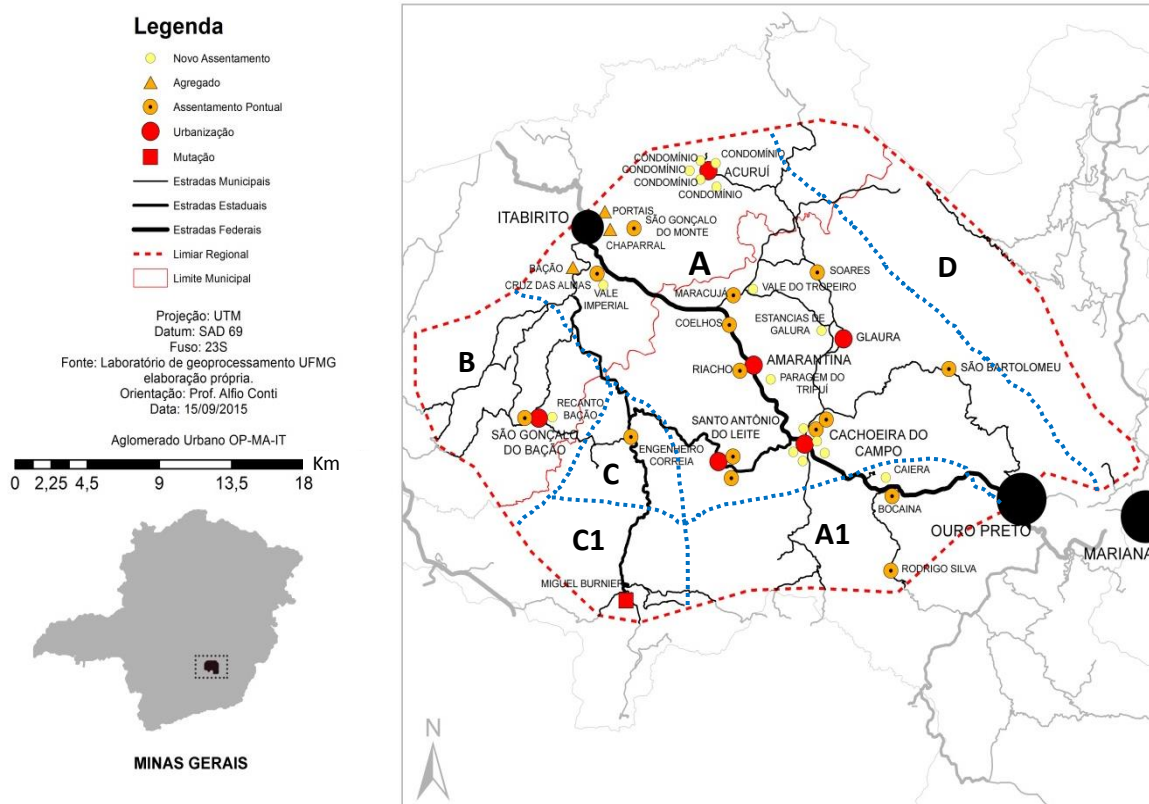 Legenda
Novo Assentamento
Agregado
Assentamento Pontual
Urbanização
Mutação
Estradas Municipais
Estradas Estaduais
Estradas Federais
Limiar Regional
Limite Municipal
Projeção: UTM
Datum: SAD 69
Fuso: 23S
Fonte: Laboratório de geoprocessamento UFMG
elaboração própria.
Orientação: Prof. Alfio Conti
Data: 15/09/2015
Aglomerado Urbano OP-MA-IT
Km
0 2,25 4,5 9 13,5 18
MINAS GERAIS
CONDOMÍNIO
CONDOMÍNIO
CONDOMÍNIO
ACURUÍ
CONDOMÍNIO
CONDOMÍNIO
PORTAIS
ITABIRITO
SÃO GONÇALO
DO MONTE
CHAPARRAL
A
D
BAÇÃO
CRUZ DAS ALMAS
VALE
IMPERIAL
SOARES
MARACUJÁ
VALE DO TROPEIRO
COELHOS
ESTANCIAS DE
GALURA
GLAURA
B
AMARANTINA
RIACHO
PARAGEM DO
TRIPUÍ
SÃO BARTOLOMEU
RECANTO
BAÇÃO
SÃO GONÇALO
DO BAÇÃO
SANTO ANTÔNIO
DO LEITE
CACHOEIRA DO
CAMPO
ENGENHEIRO
CORREIA
C
CAIERA
BOCAINA
OURO PRETO
C1
A1
MARIANA
RODRIGO SILVA
MIGUEL BURNIER
N